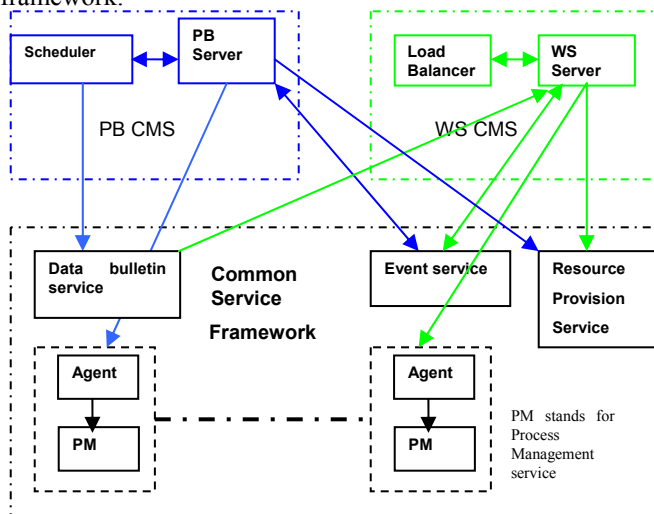 framework.
Scheduler
PB
Server
Load
Balancer
WS
Server
PB CMS
WS CMS
Data bulletin
service
Common
Service
Framework
Event service
Resource
Provision
Service
Agent
PM
Agent
PM
PM stands for
Process
Management
service